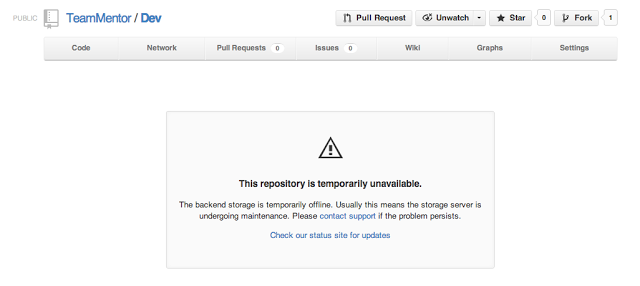 PUBLIC TeamMentor / Dev Pull Request Unwatch Star 0 Fork 1
Code Network Pull Requests 0 Issues 0 Wiki Graphs Settings
This repository is temporarily unavailable.
The backend storage is temporarily offline. Usually this means the storage server is
undergoing maintenance. Please contact support if the problem persists.
Check our status site for updates